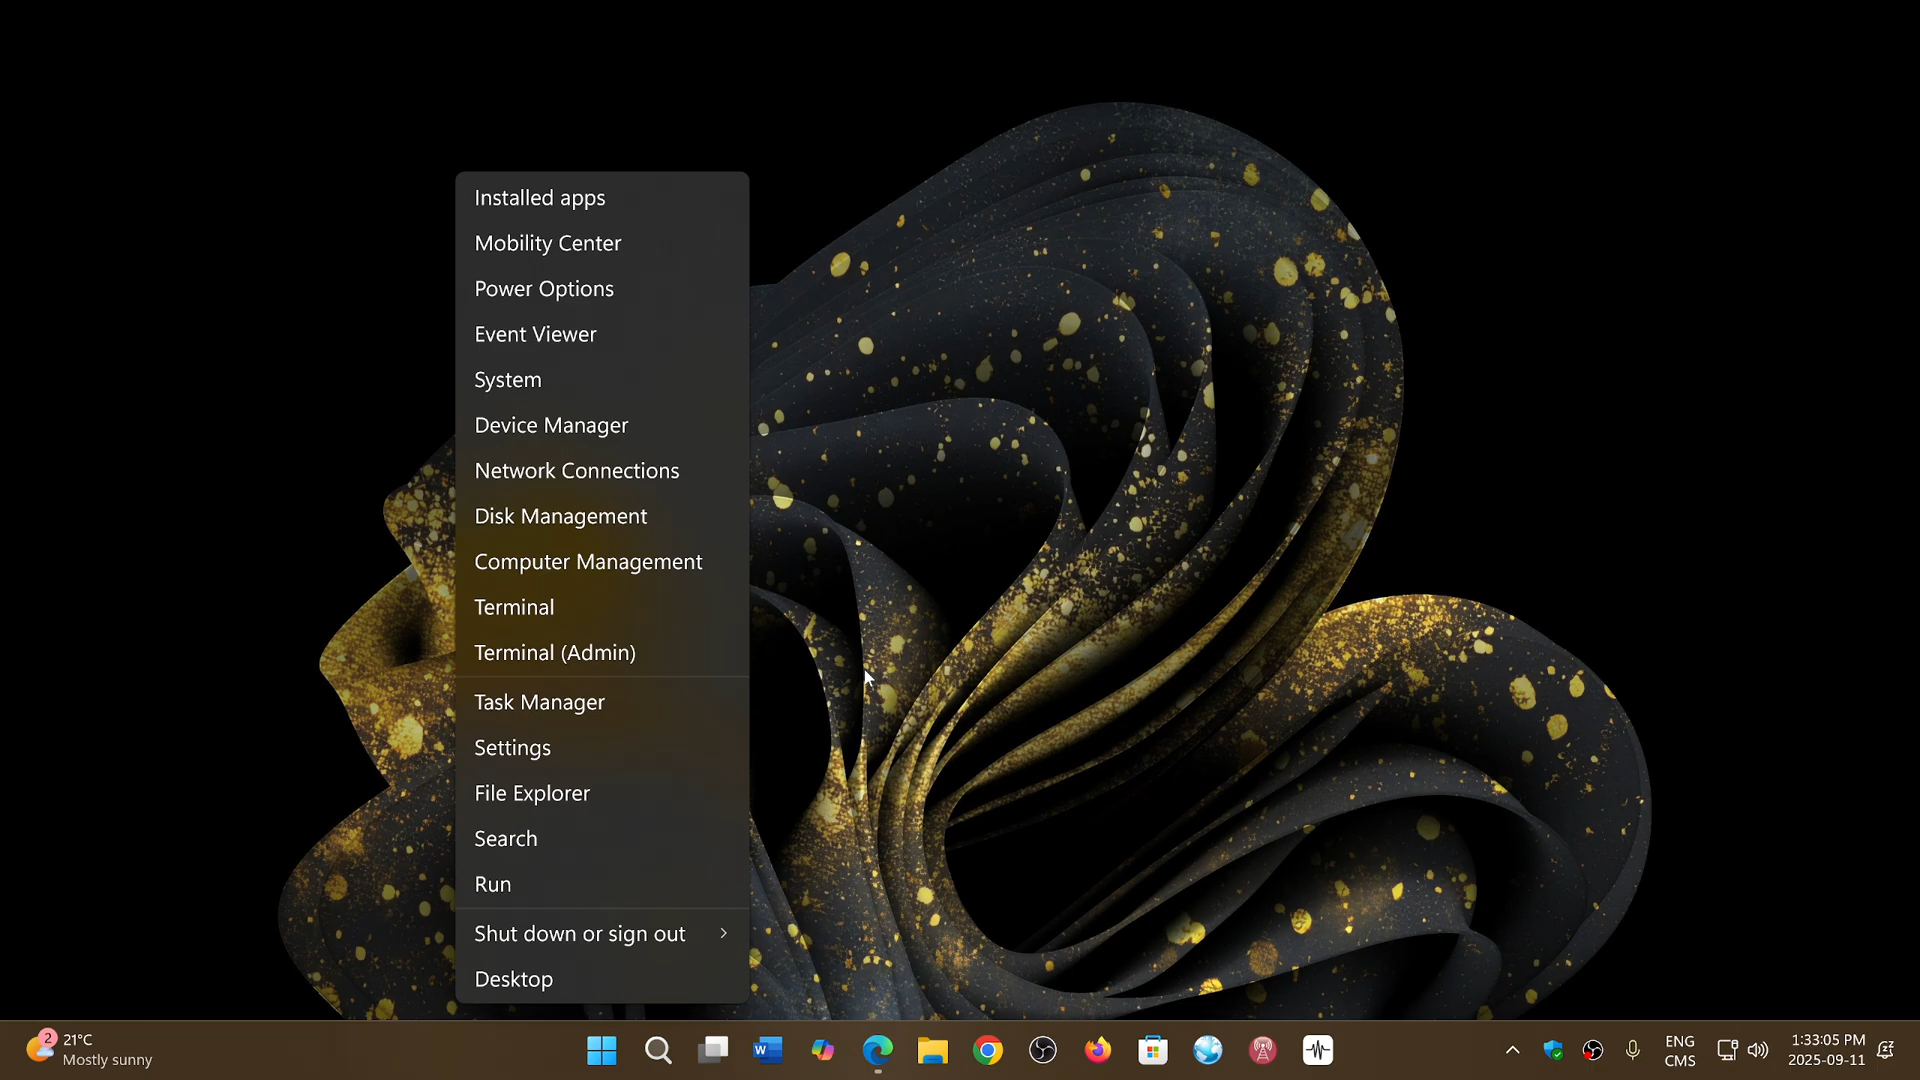 Installed apps
Mobility Center
Power Options
Event Viewer
System
Device Manager
Network Connections
Disk Management
Computer Management
Terminal
Terminal (Admin)
Task Manager
Settings
File Explorer
Search
Run
Shut down or sign out
Desktop
2
21°C
Mostly sunny
W
ENG
CMS
1:33:05 PM
2025-09-11